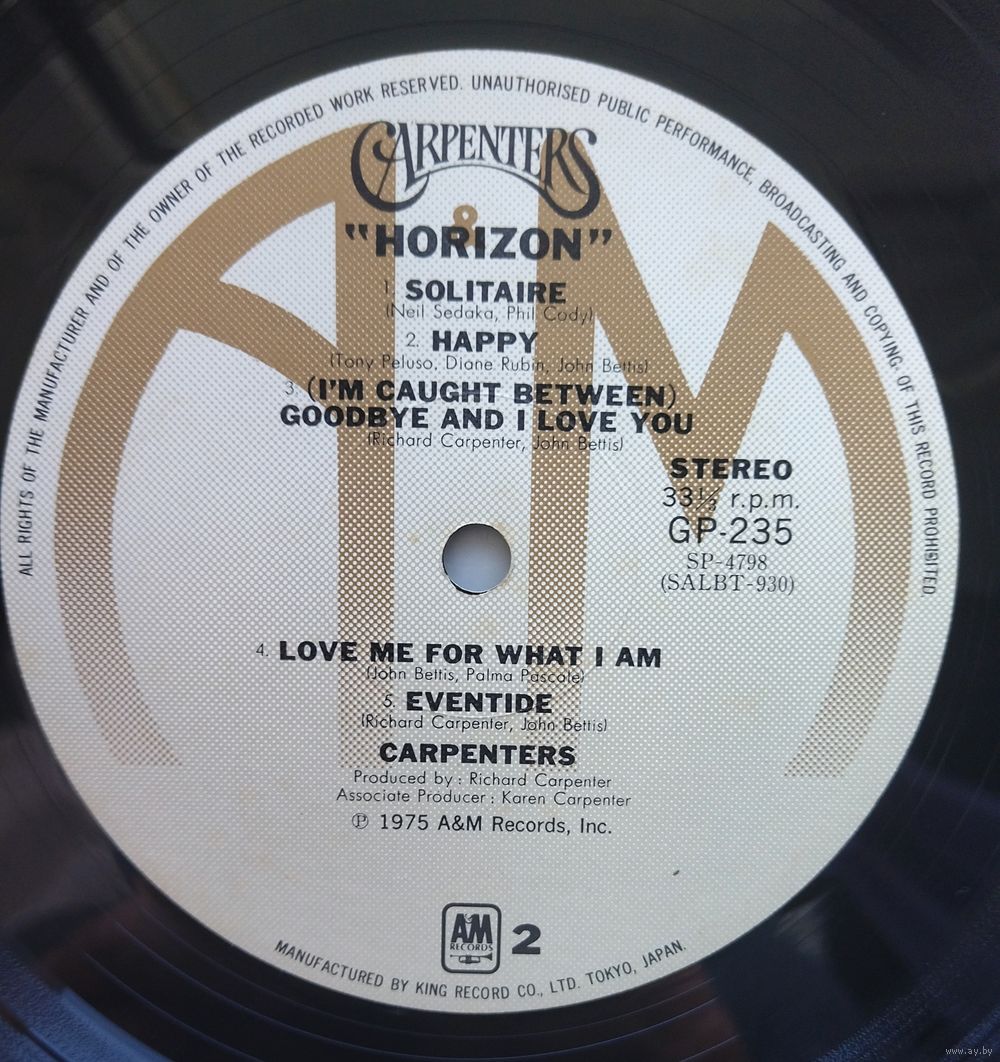 ALL RIGHTS OF THE MANUFACTURER AND OF THE OWNER OF THE RECORDED WORK RESERVED. UNAUTHORISED PUBLIC PERFORMANCE, BROADCASTING AND COPYING OF THIS RECORD PROHIBITED
CARPENTERS
&
"HORIZON"
1. SOLITAIRE
(Neil Sedaka, Phil Cody)
2. HAPPY
(Tony Peluso, Diane Rubin, John Bettis)
3. (I'M CAUGHT BETWEEN)
GOODBYE AND I LOVE YOU
(Richard Carpenter, John Bettis)
STEREO
33⅓ r.p.m.
GP-235
SP-4798
(SALBT-930)
4. LOVE ME FOR WHAT I AM
(John Bettis, Palma Pascale)
5. EVENTIDE
(Richard Carpenter, John Bettis)
CARPENTERS
Produced by : Richard Carpenter
Associate Producer : Karen Carpenter
℗ 1975 A&M Records, Inc.
A&M RECORDS 2
MANUFACTURED BY KING RECORD CO., LTD. TOKYO, JAPAN.
www.ay.by